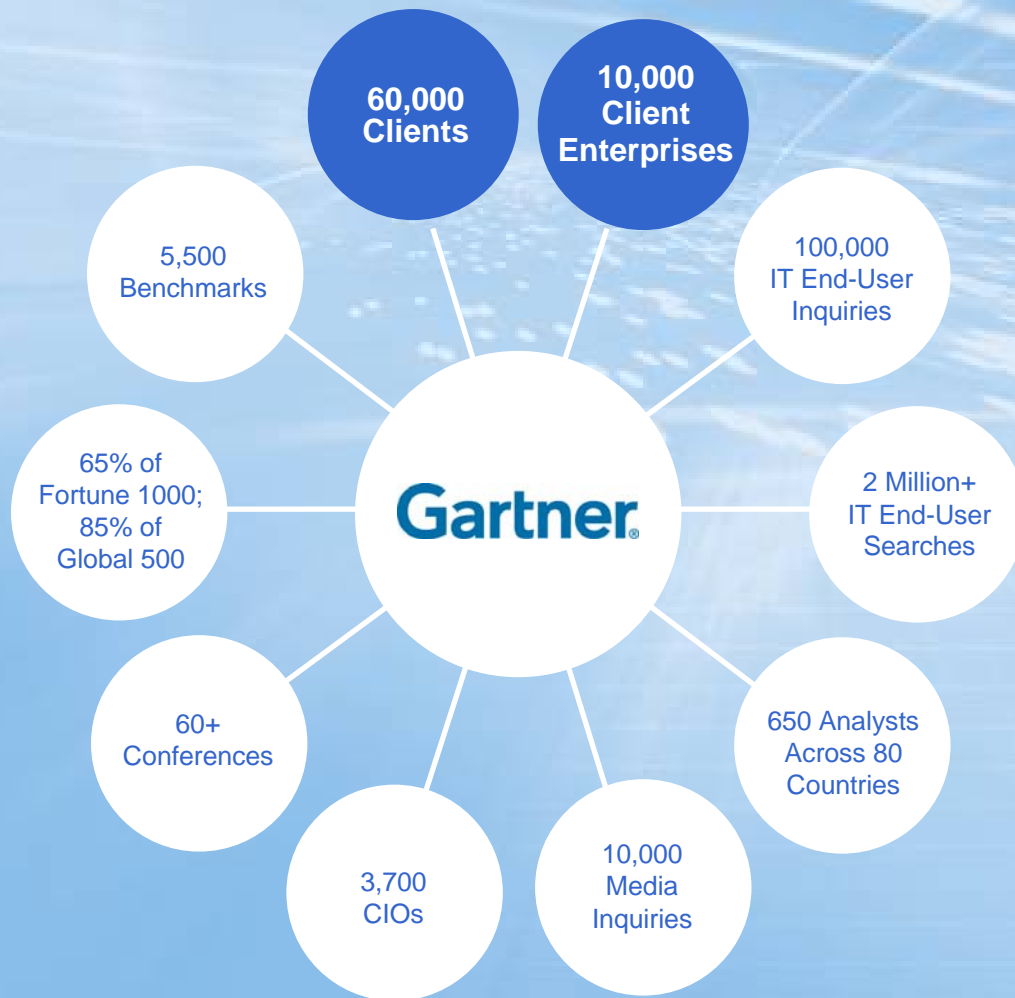 60,000
Clients
10,000
Client
Enterprises
5,500
Benchmarks
100,000
IT End-User
Inquiries
65% of
Fortune 1000;
85% of
Global 500
Gartner®
2 Million+
IT End-User
Searches
60+
Conferences
650 Analysts
Across 80
Countries
3,700
CIOs
10,000
Media
Inquiries